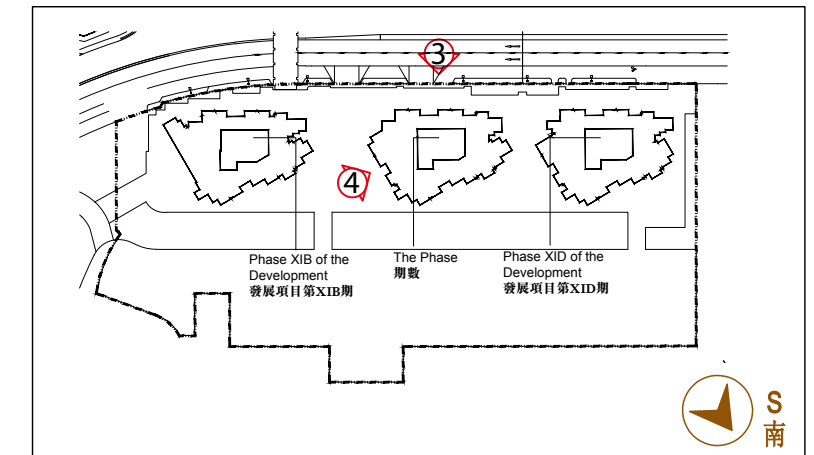 3
4
Phase XIB of the
Development
發展項目第XIB期
The Phase
期數
Phase XID of the
Development
發展項目第XID期
S
南